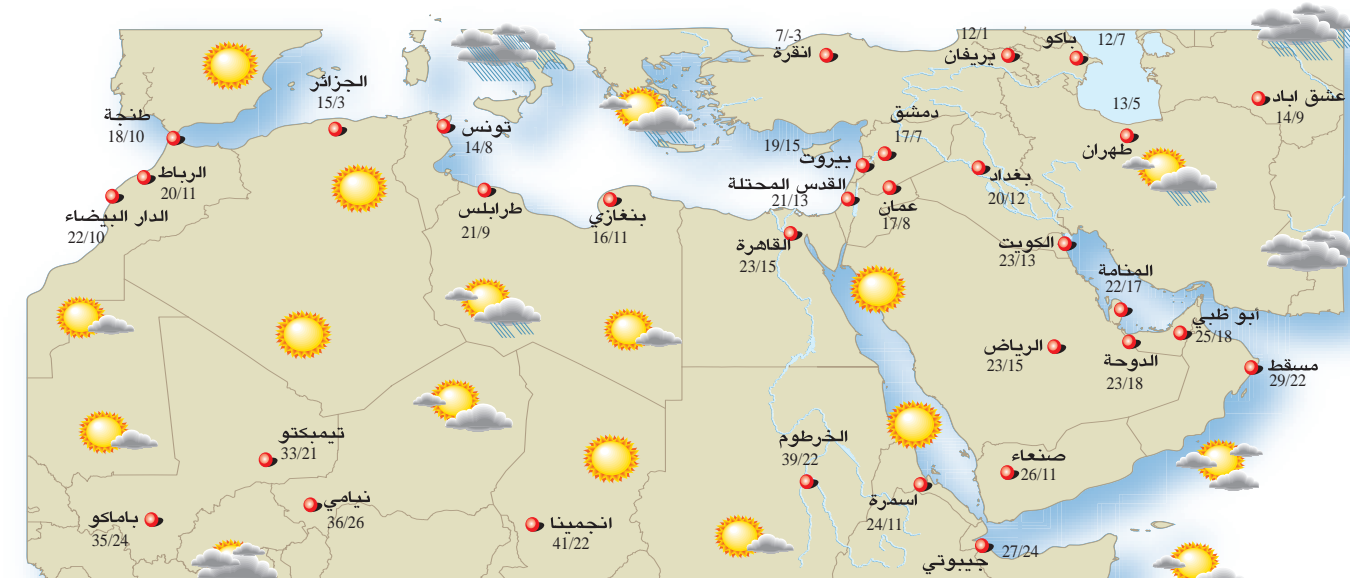 7/-3
انقرة
12/1
يريفان
باكو
12/7
13/5
عشق اباد
14/9
الجزائر
15/3
طنجة
18/10
تونس
14/8
دمشق
17/7
19/15
بيروت
طهران
الرباط
20/11
الدار البيضاء
22/10
طرابلس
21/9
بنغازي
16/11
القدس المحتلة
21/13
عمان
17/8
بغداد
20/12
القاهرة
23/15
الكويت
23/13
المنامة
22/17
أبو ظبي
25/18
الرياض
23/15
الدوحة
23/18
مسقط
29/22
تيمبكتو
33/21
الخرطوم
39/22
صنعاء
26/11
نيامي
36/26
باماكو
35/24
انجمينا
41/22
اسمرة
24/11
27/24
جيبوتي